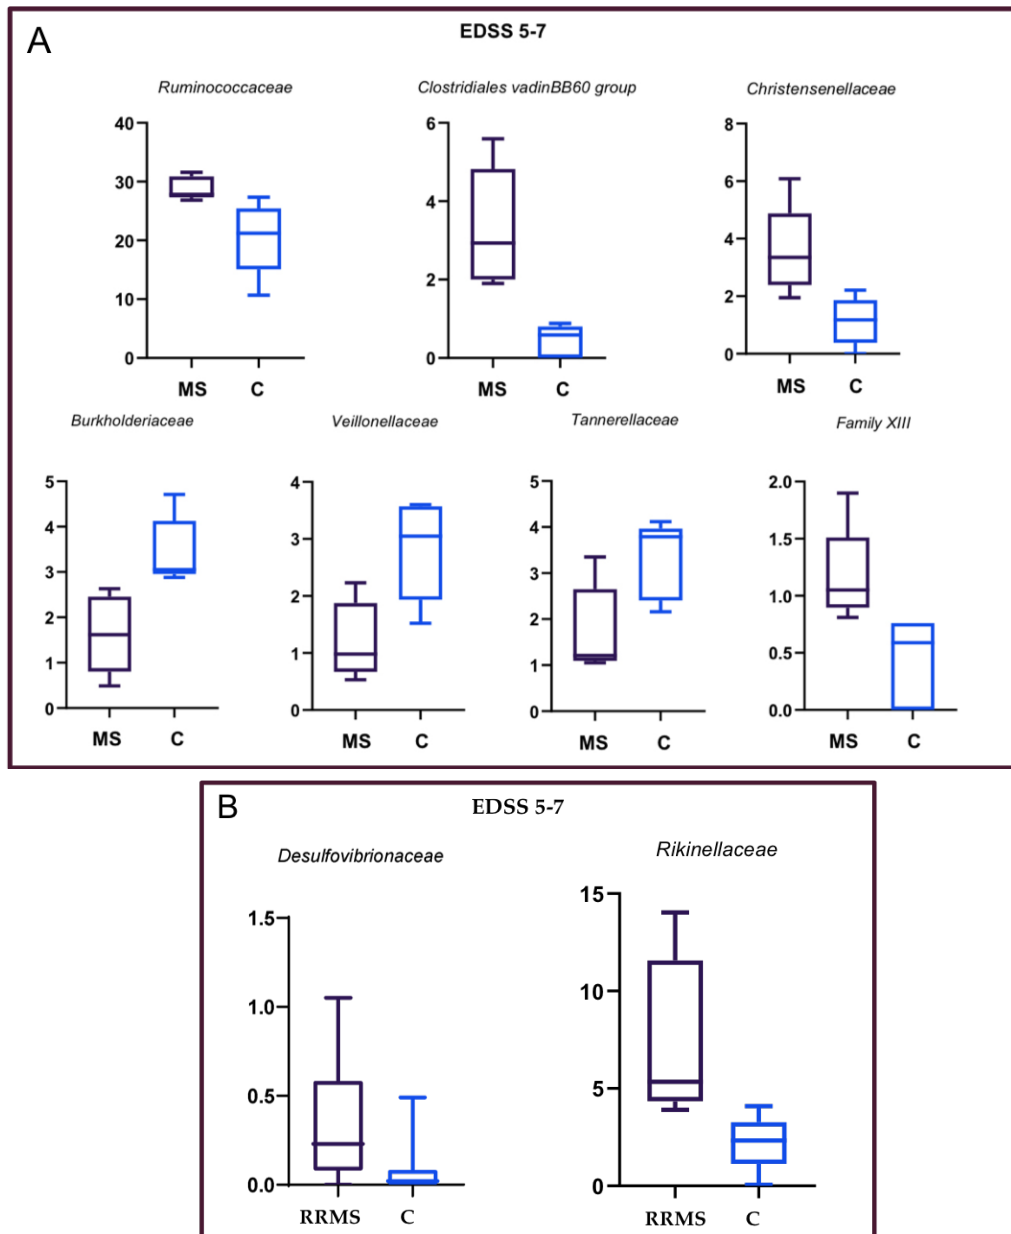 A
EDSS 5-7
Ruminococcaceae
Clostridiales vadinBB60 group
Christensenellaceae
40
30
20
10
0
MS C
6
4
2
0
MS C
8
6
4
2
0
MS C
Burkholderiaceae
Veillonellaceae
Tannerellaceae
Family XIII
5
4
3
2
1
0
MS C
4
3
2
1
0
MS C
5
4
3
2
1
0
MS C
2.0
1.5
1.0
0.5
0.0
MS C
B
EDSS 5-7
Desulfovibrionaceae
Rikinellaceae
1.5
1.0
0.5
0.0
RRMS C
15
10
5
0
RRMS C